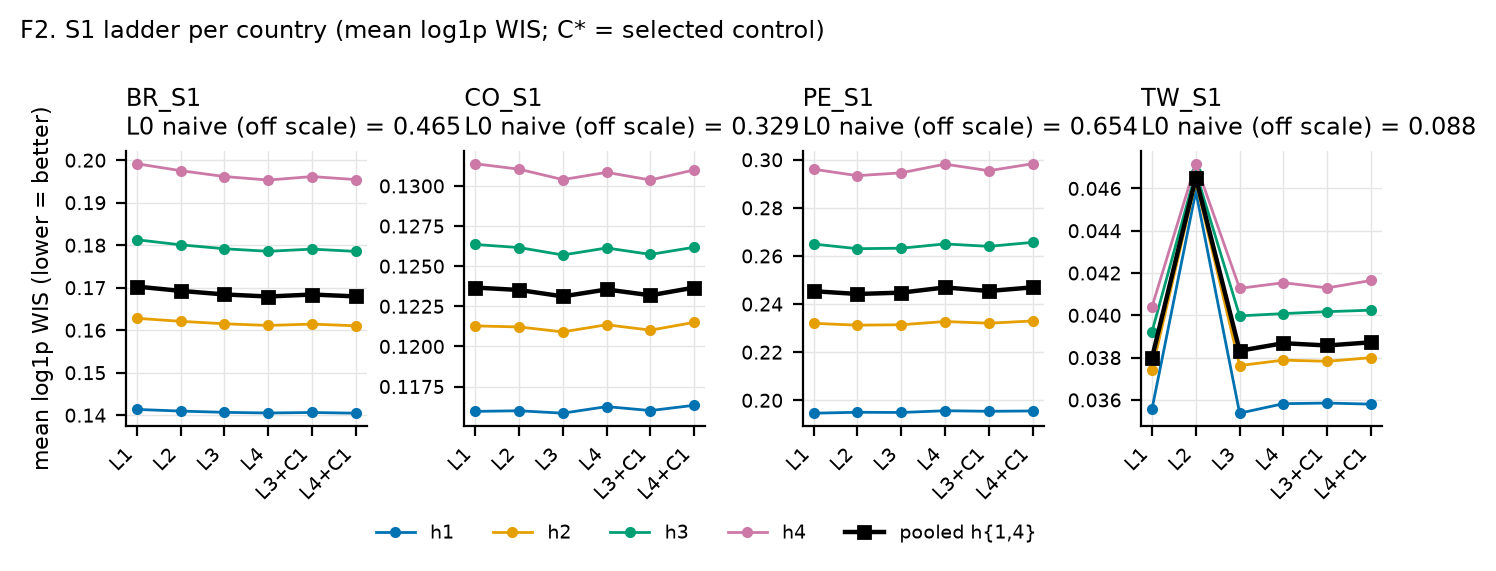 F2. S1 ladder per country (mean log1p WIS; C* = selected control)
mean log1p WIS (lower = better)
BR_S1
L0 naive (off scale) = 0.465
0.20
0.19
0.18
0.17
0.16
0.15
0.14
L1
L2
L3
L4
L3+C1
L4+C1
CO_S1
L0 naive (off scale) = 0.329
0.1300
0.1275
0.1250
0.1225
0.1200
0.1175
L1
L2
L3
L4
L3+C1
L4+C1
PE_S1
L0 naive (off scale) = 0.654
0.30
0.28
0.26
0.24
0.22
0.20
L1
L2
L3
L4
L3+C1
L4+C1
TW_S1
L0 naive (off scale) = 0.088
0.046
0.044
0.042
0.040
0.038
0.036
L1
L2
L3
L4
L3+C1
L4+C1
h1
h2
h3
h4
pooled h{1,4}